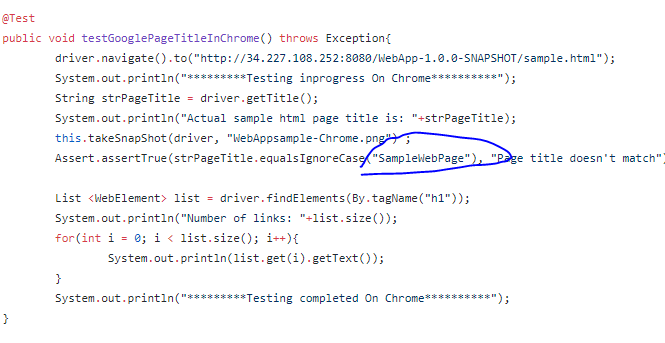 @Test
public void testGooglePageTitleInChrome() throws Exception{
driver.navigate().to("http://34.227.108.252:8080/WebApp-1.0.0-SNAPSHOT/sample.html");
System.out.println("*********Testing inprogress On Chrome**********");
String strPageTitle = driver.getTitle();
System.out.println("Actual sample html page title is: "+strPageTitle);
this.takeSnapShot(driver, "WebAppsample-Chrome.png") ;
Assert.assertTrue(strPageTitle.equalsIgnoreCase("SampleWebPage"), "Page title doesn't match")
List <WebElement> list = driver.findElements(By.tagName("h1"));
System.out.println("Number of links: "+list.size());
for(int i = 0; i < list.size(); i++){
System.out.println(list.get(i).getText());
}
System.out.println("*********Testing completed On Chrome**********");
}